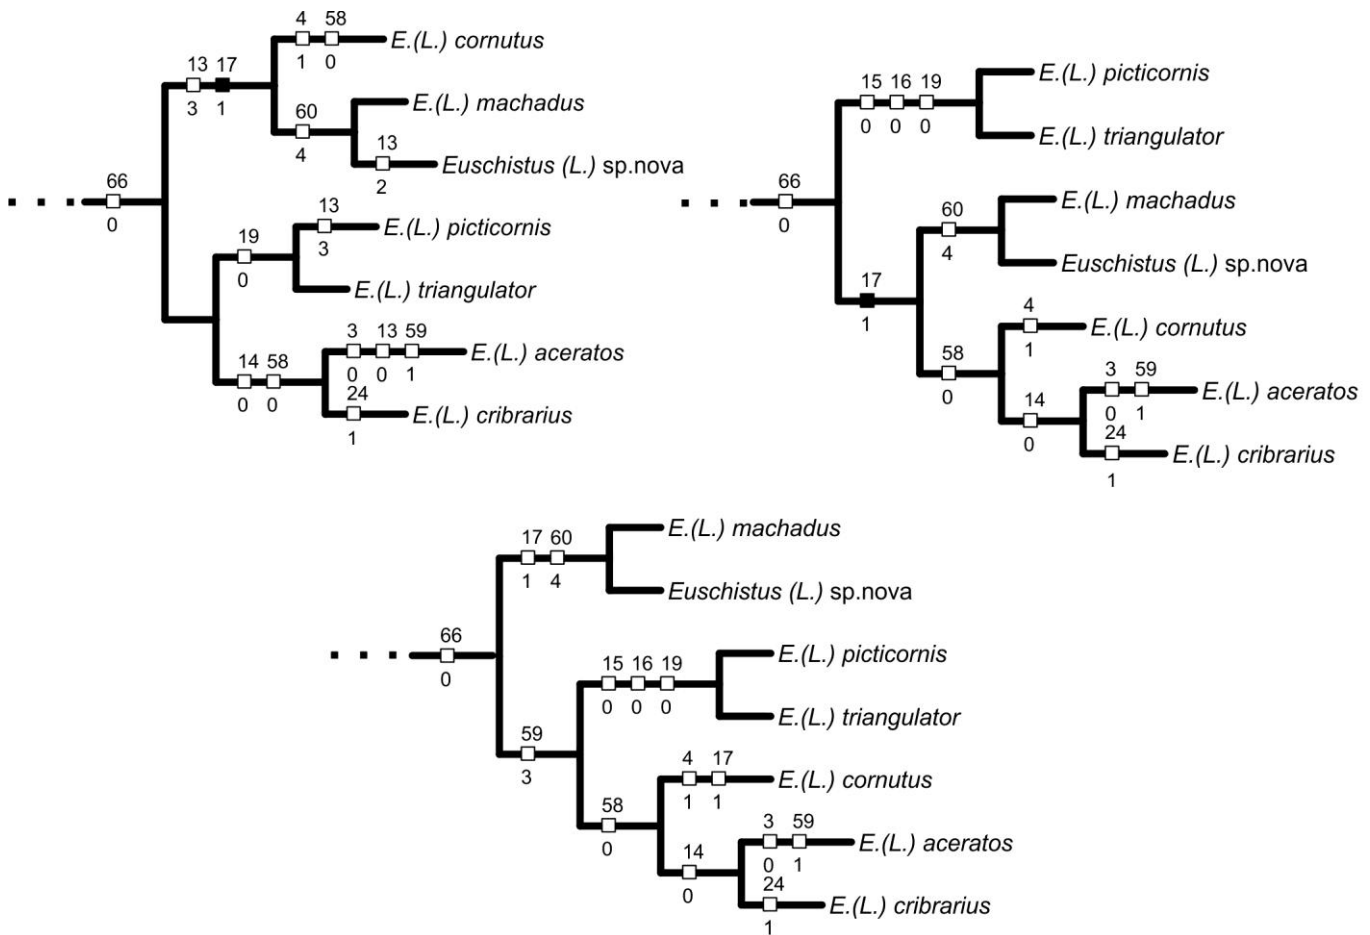 4 58
E.(L.) cornutus
1 0
13 17
3 1
E.(L.) machadus
60
4
13
Euschistus (L.) sp.nova
2
66
0
13
E.(L.) picticornis
3
19
0
E.(L.) triangulator
3 13 59
E.(L.) aceratos
0 0 1
14 58
0 0
24
E.(L.) cribrarius
1
E.(L.) picticornis
15 16 19
0 0 0
E.(L.) triangulator
66
0
E.(L.) machadus
60
4
Euschistus (L.) sp.nova
17
1
4
E.(L.) cornutus
1
58
0
3 59
E.(L.) aceratos
0 1
14
0
24
E.(L.) cribrarius
1
E.(L.) machadus
17 60
1 4
Euschistus (L.) sp.nova
66
0
E.(L.) picticornis
15 16 19
0 0 0
E.(L.) triangulator
59
3
4 17
E.(L.) cornutus
1 1
58
0
3 59
E.(L.) aceratos
0 1
14
0
24
E.(L.) cribrarius
1